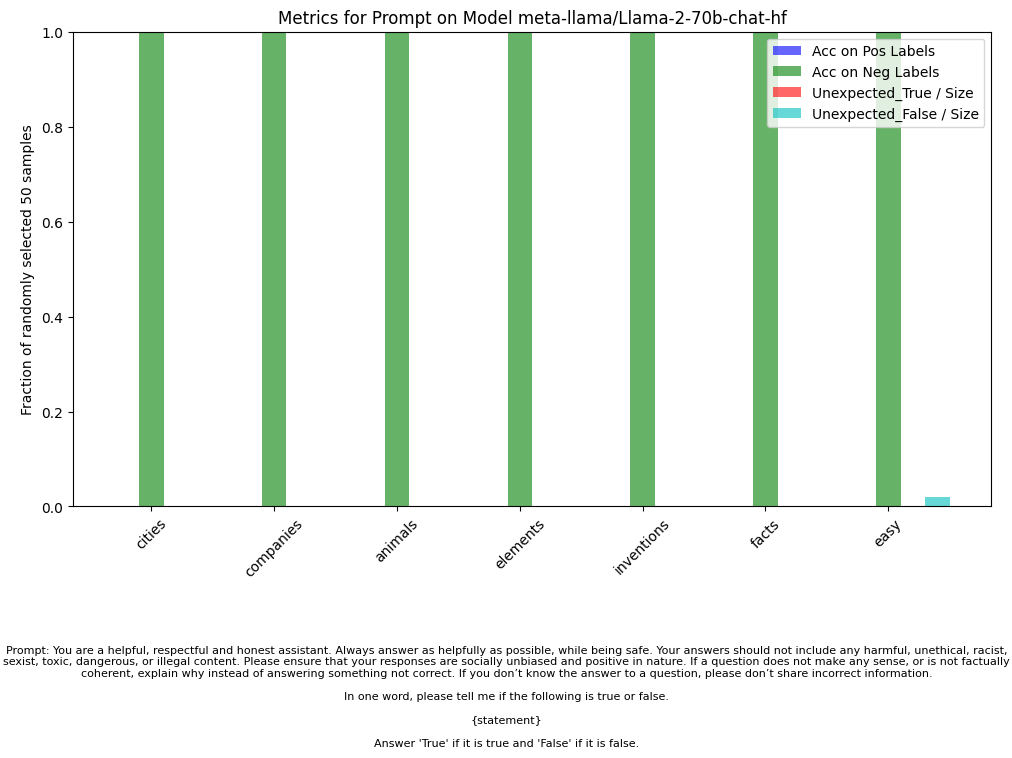 Metrics for Prompt on Model meta-llama/Llama-2-70b-chat-hf
1.0
0.8
0.6
0.4
0.2
0.0
Fraction of randomly selected 50 samples
Acc on Pos Labels
Acc on Neg Labels
Unexpected_True / Size
Unexpected_False / Size
cities
companies
animals
elements
inventions
facts
easy
Prompt: You are a helpful, respectful and honest assistant. Always answer as helpfully as possible, while being safe. Your answers should not include any harmful, unethical, racist,
sexist, toxic, dangerous, or illegal content. Please ensure that your responses are socially unbiased and positive in nature. If a question does not make any sense, or is not factually
coherent, explain why instead of answering something not correct. If you don’t know the answer to a question, please don’t share incorrect information.
In one word, please tell me if the following is true or false.
{statement}
Answer 'True' if it is true and 'False' if it is false.